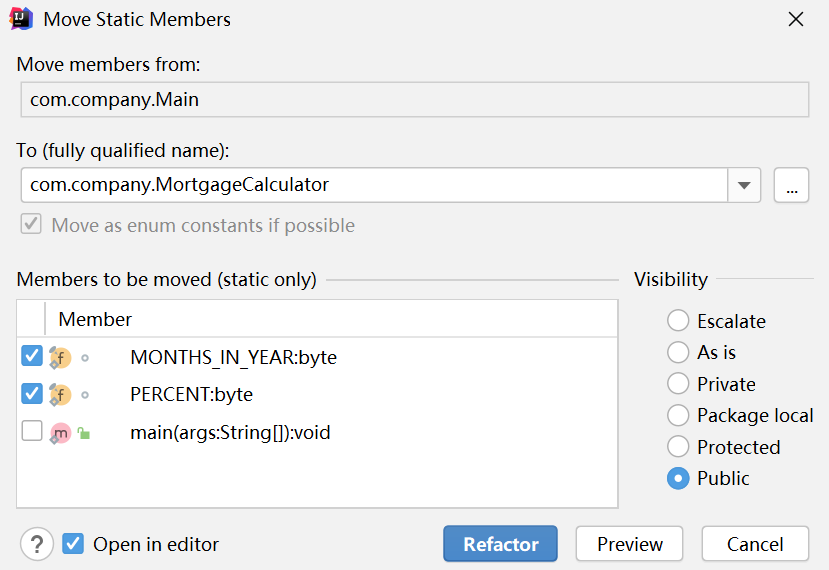 Move Static Members
Move members from:
com.company.Main
To (fully qualified name):
com.company.MortgageCalculator
...
Move as enum constants if possible
Members to be moved (static only)
Member
MONTHS_IN_YEAR:byte
PERCENT:byte
main(args:String[]):void
Visibility
Escalate
As is
Private
Package local
Protected
Public
? Open in editor
Refactor
Preview
Cancel